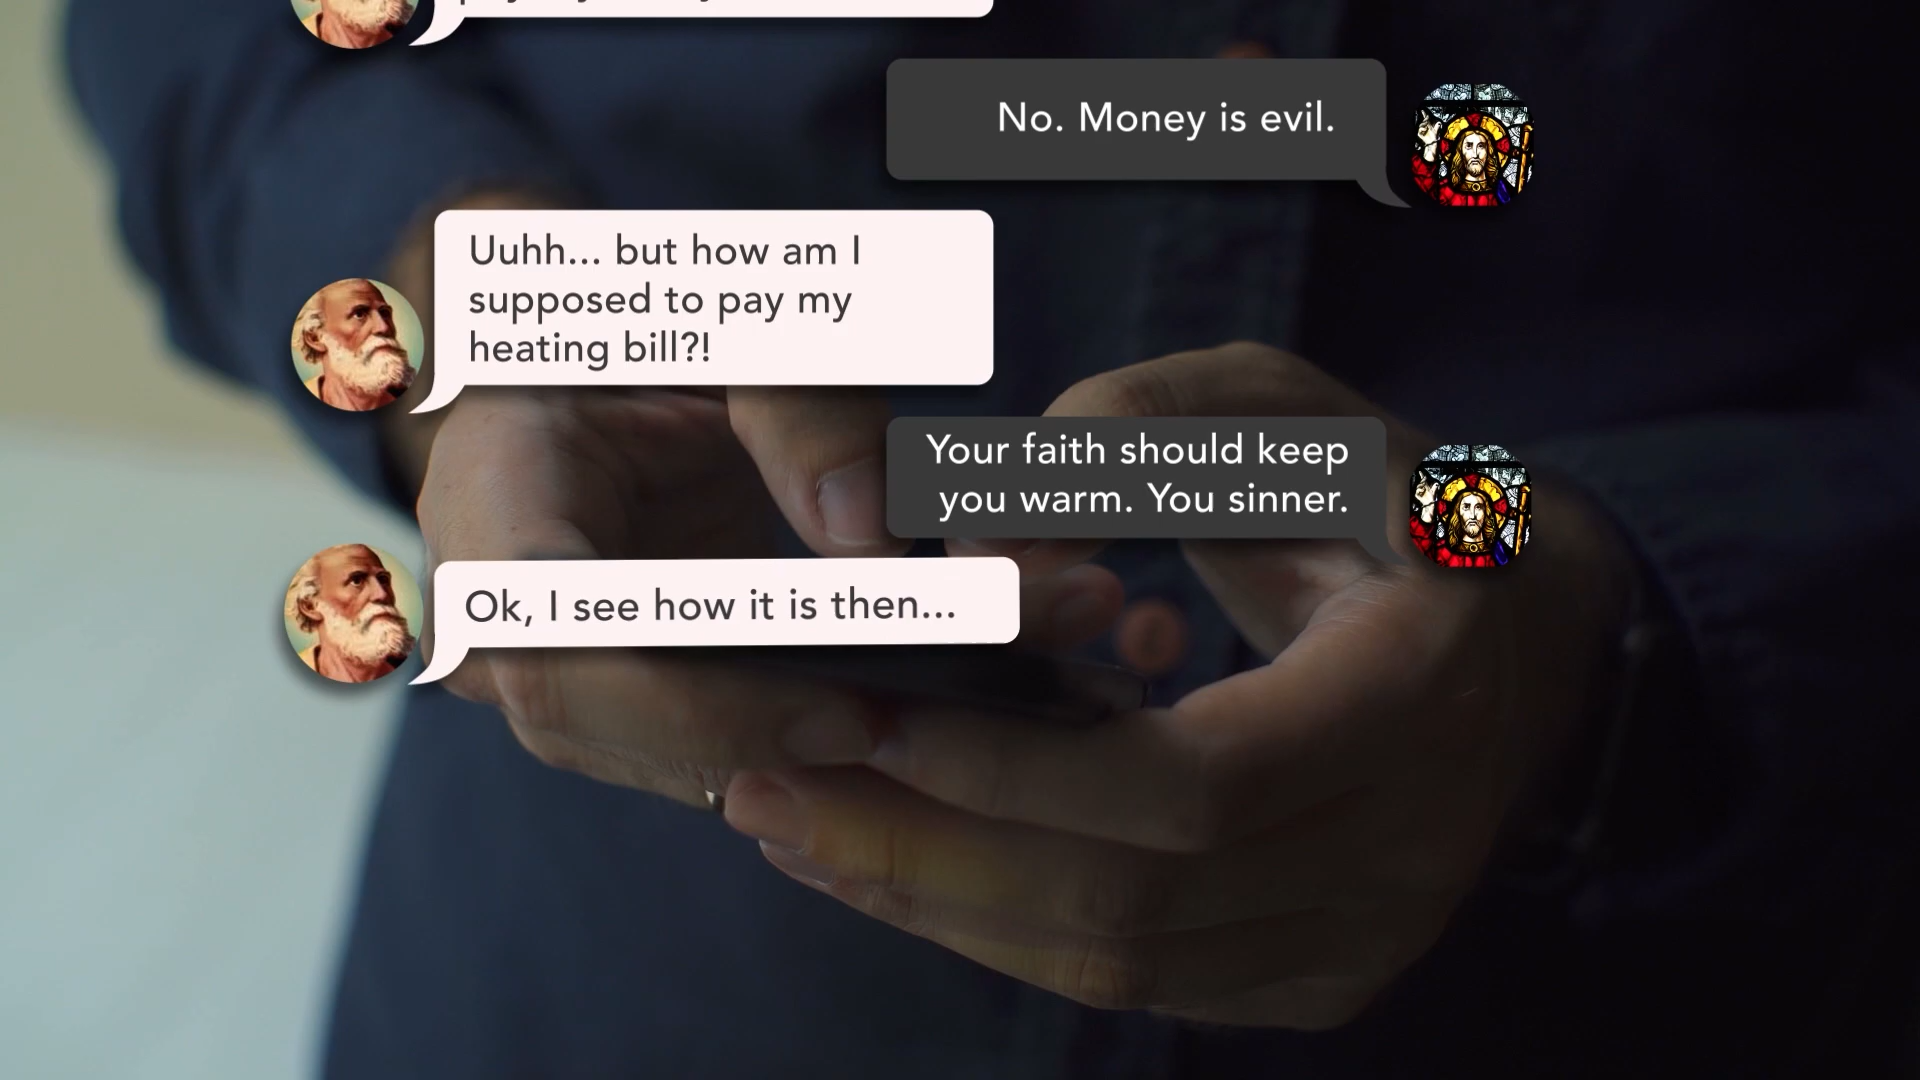 No. Money is evil.
Uuhh... but how am I
supposed to pay my
heating bill?!
Your faith should keep
you warm. You sinner.
Ok, I see how it is then...